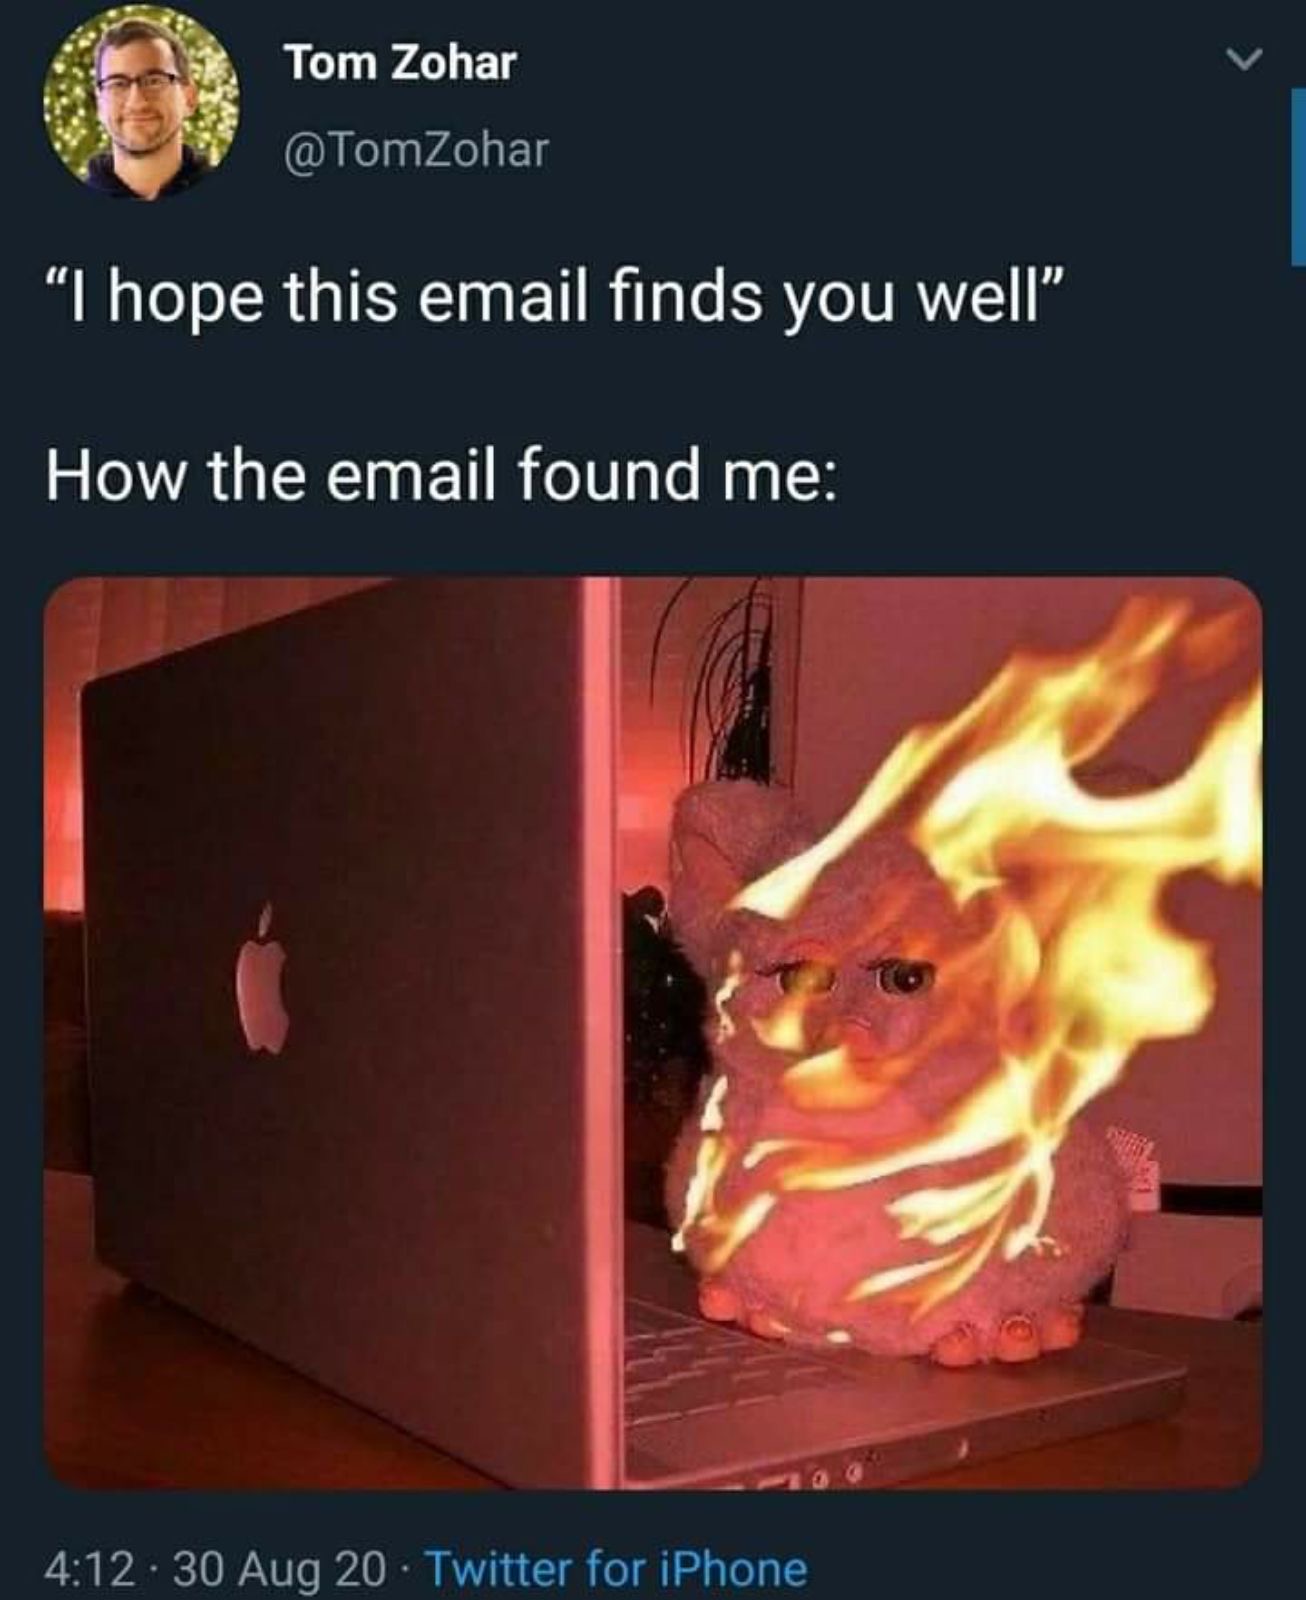 Tom Zohar
@TomZohar
“I hope this email finds you well”
How the email found me:
4:12 · 30 Aug 20 · Twitter for iPhone